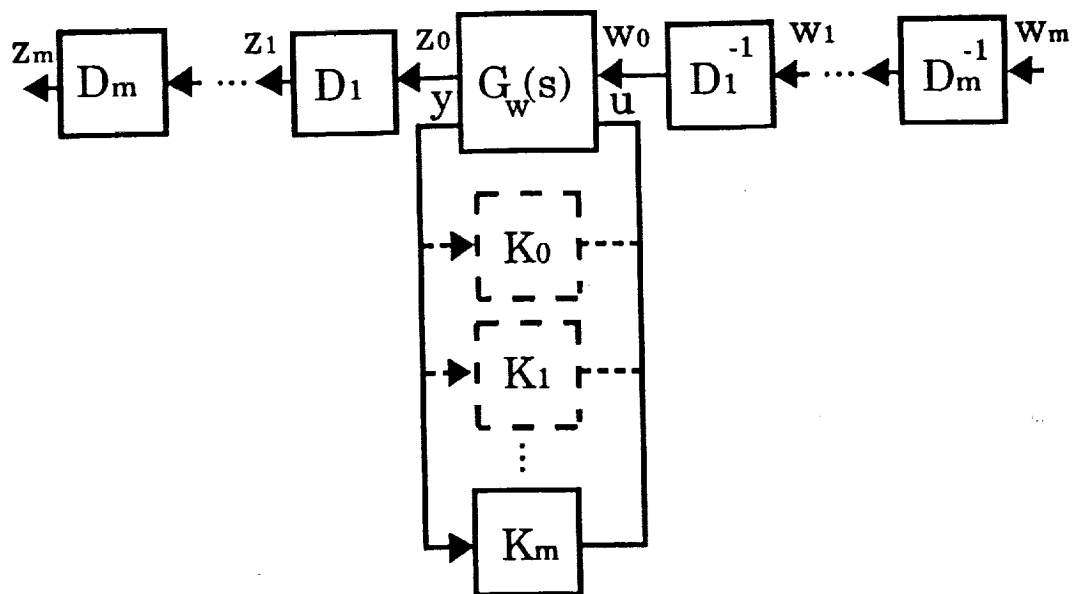 zm Dm ... z1 D1 z0 y Gw(s) w0 u D1^-1 w1 ... Dm^-1 wm
K0
K1
⋮
Km